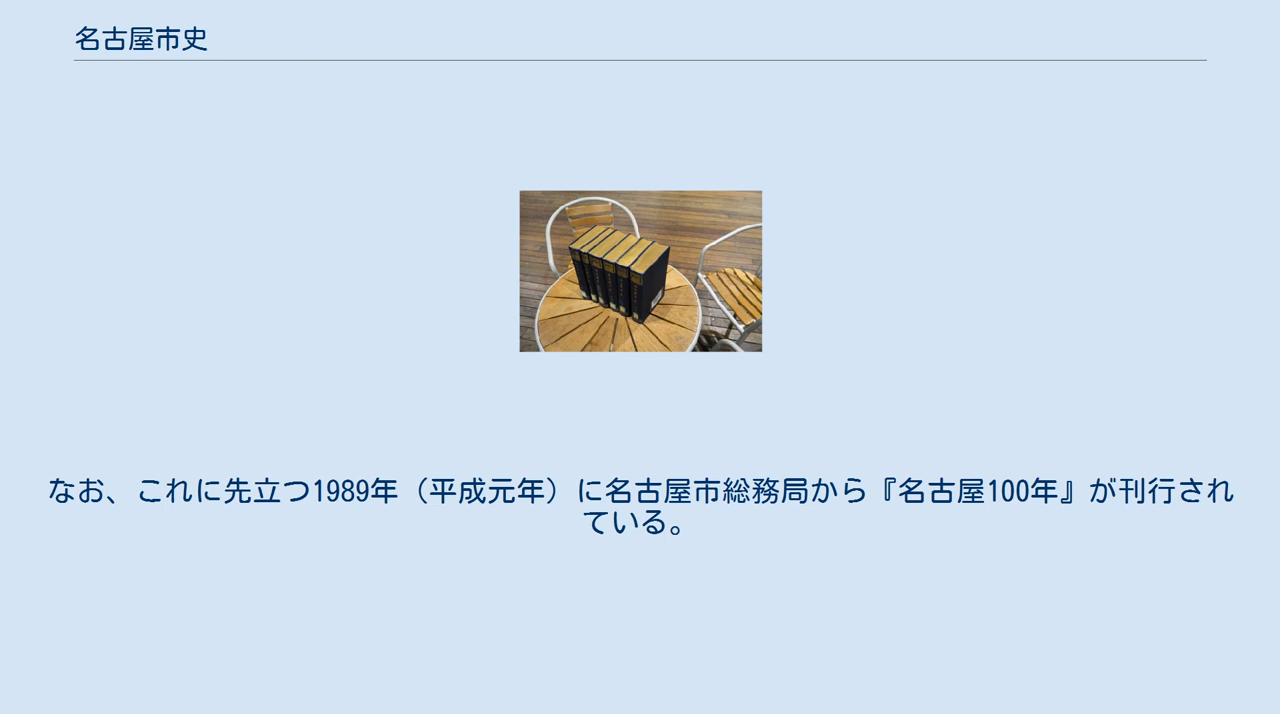 名古屋市史
なお、これに先立つ1989年（平成元年）に名古屋市総務局から『名古屋100年』が刊行され
ている。